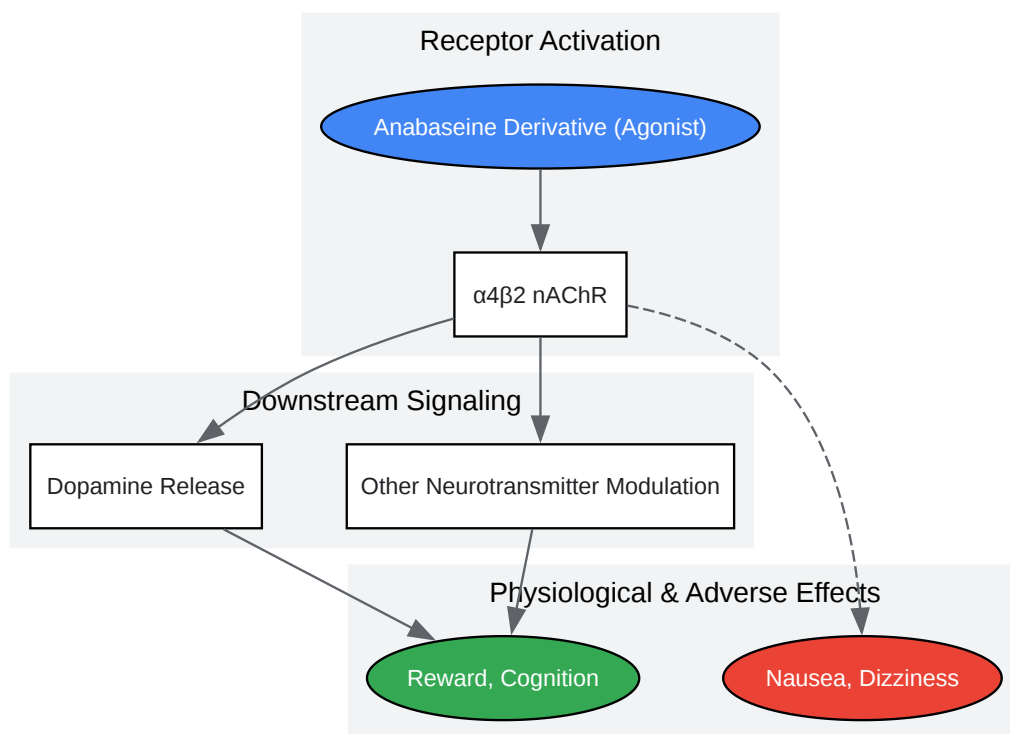 Receptor Activation
Anabaseine Derivative (Agonist)
α4β2 nAChR
Downstream Signaling
Dopamine Release
Other Neurotransmitter Modulation
Physiological & Adverse Effects
Reward, Cognition
Nausea, Dizziness